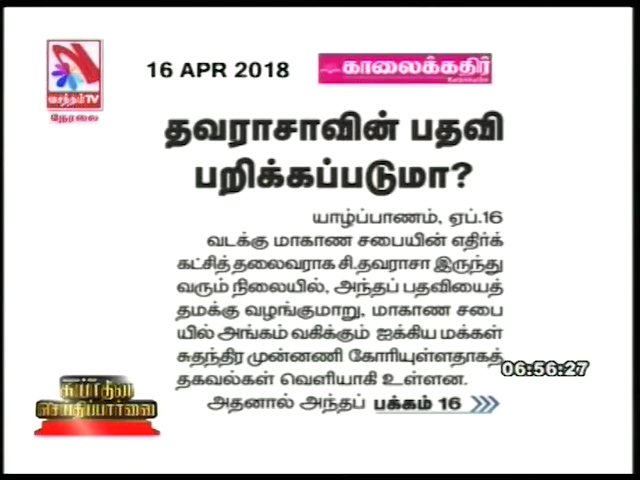 வசந்தம்TV
நேரலை
16 APR 2018
காலைக்கதிர்
தவராசாவின் பதவி
பறிக்கப்படுமா?
யாழ்ப்பாணம், ஏப்.16
வடக்கு மாகாண சபையின் எதிர்க்
கட்சித் தலைவராக சி.தவராசா இருந்து
வரும் நிலையில், அந்தப் பதவியைத்
தமக்கு வழங்குமாறு, மாகாண சபை
யில் அங்கம் வகிக்கும் ஐக்கிய மக்கள்
சுதந்திர முன்னணி கோரியுள்ளதாகத்
தகவல்கள் வெளியாகி உள்ளன.
அதனால் அந்தப் பக்கம் 16
06:56:27
செய்திப்பார்வை